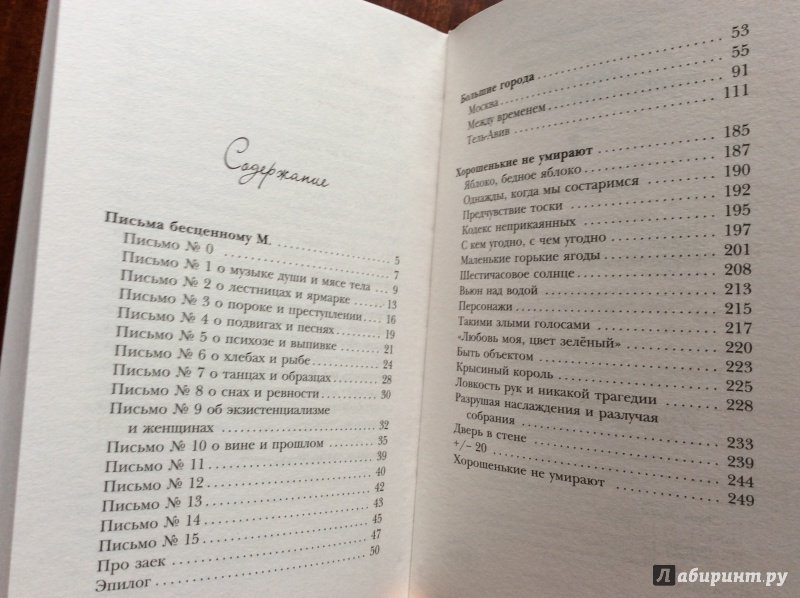 Содержание
Письма бесценному М. 5
Письмо № 0 7
Письмо № 1 о музыке души и мясе тела 9
Письмо № 2 о лестницах и ярмарке 13
Письмо № 3 о пороке и преступлении 16
Письмо № 4 о подвигах и песнях 19
Письмо № 5 о психозе и выпивке 21
Письмо № 6 о хлебах и рыбе 24
Письмо № 7 о танцах и образцах 28
Письмо № 8 о снах и ревности 30
Письмо № 9 об экзистенциализме
и женщинах 32
Письмо № 10 о вине и прошлом 35
Письмо № 11 39
Письмо № 12 40
Письмо № 13 42
Письмо № 14 43
Письмо № 15 45
Про заек 47
Эпилог 50
Большие города 53
Москва 55
Между временем 91
Тель-Авив 111
Хорошенькие не умирают 185
Яблоко, бедное яблоко 187
Однажды, когда мы состаримся 190
Предчувствие тоски 192
Кодекс неприкаянных 195
С кем угодно, с чем угодно 197
Маленькие горькие ягоды 201
Шестичасовое солнце 208
Вьюн над водой 213
Персонажи 215
Такими злыми голосами 217
«Любовь моя, цвет зелёный» 220
Быть объектом 223
Крысиный король 225
Ловкость рук и никакой трагедии 228
Разрушая наслаждения и разлучая
собрания 233
Дверь в стене 239
+/– 20 244
Хорошенькие не умирают 249
Лабиринт.ру